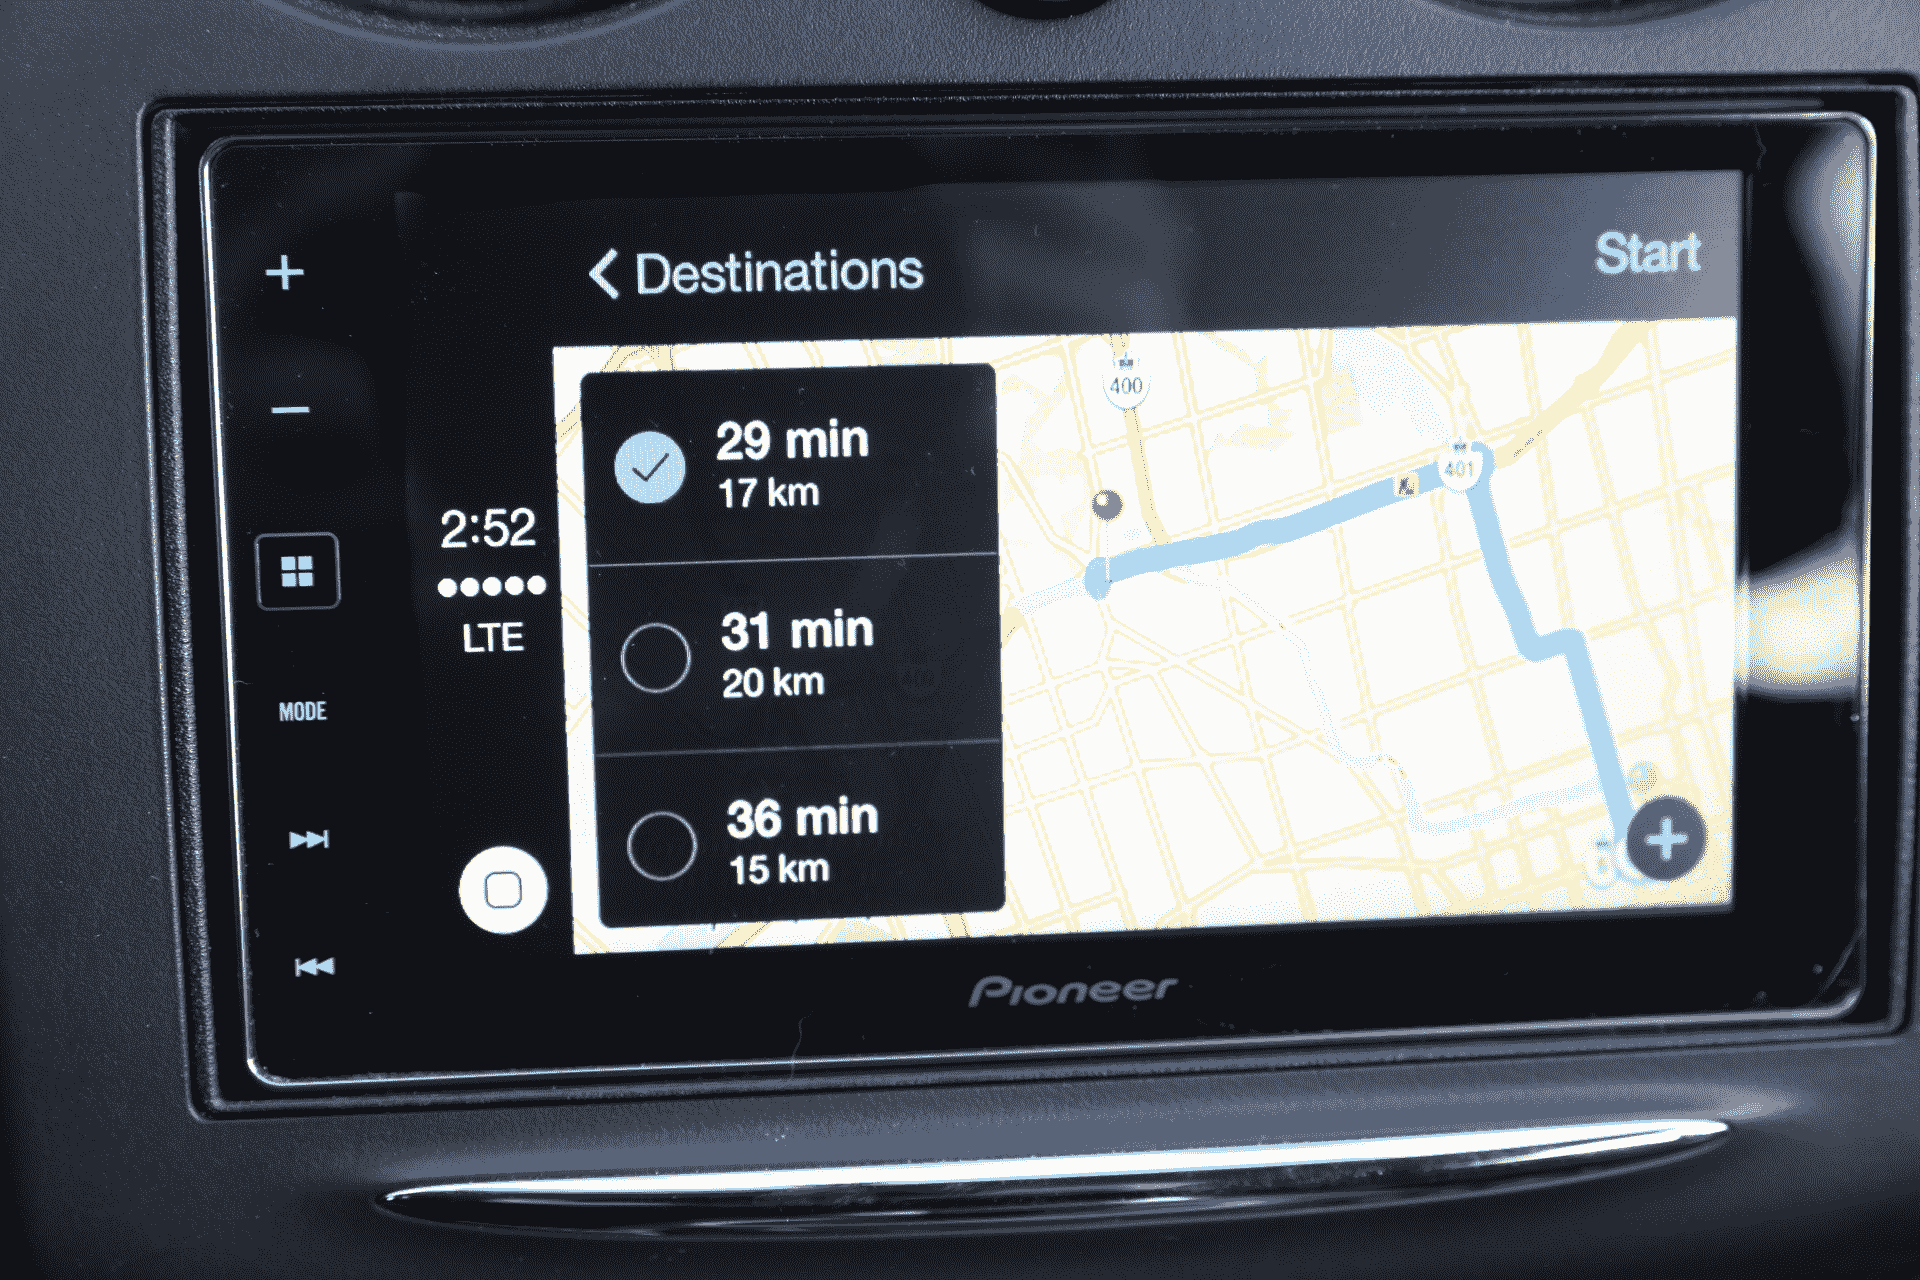 Destinations
Start
29 min
17 km
31 min
20 km
36 min
15 km
2:52
LTE
MODE
400
401
Pioneer